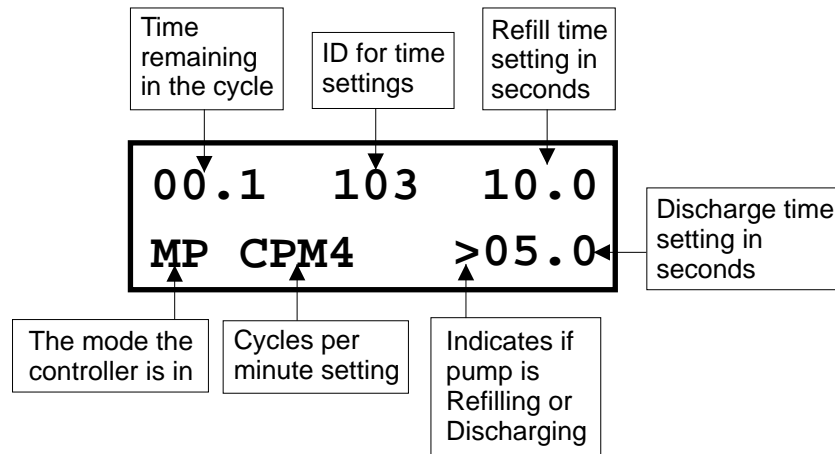 Time
remaining
in the cycle
ID for time
settings
Refill time
setting in
seconds
00.1 103 10.0
MP CPM4 >05.0
Discharge time
setting in
seconds
The mode the
controller is in
Cycles per
minute setting
Indicates if
pump is
Refilling or
Discharging